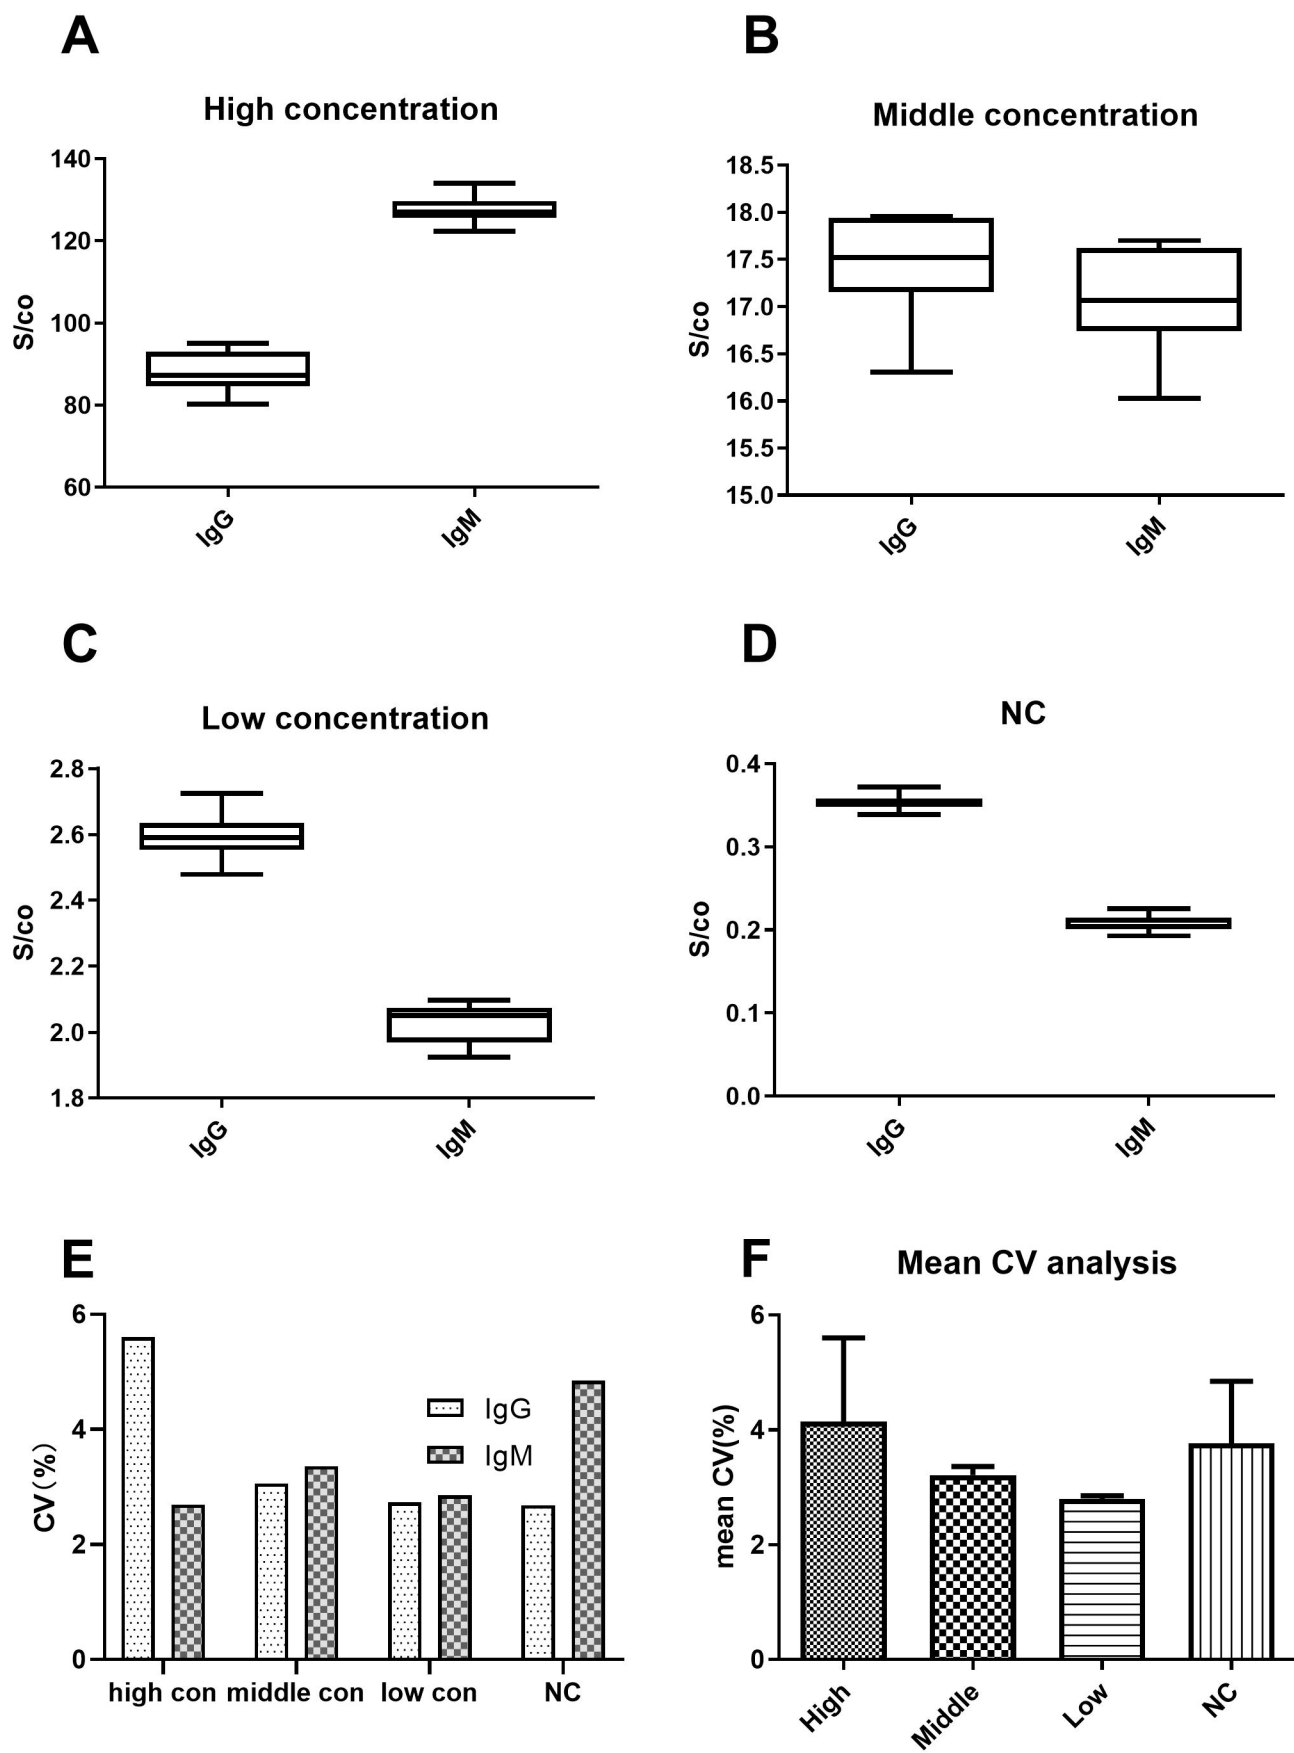 A
High concentration
140
120
100
80
60
S/co
IgG
IgM
B
Middle concentration
18.5
18.0
17.5
17.0
16.5
16.0
15.5
15.0
S/co
IgG
IgM
C
Low concentration
2.8
2.6
2.4
2.2
2.0
1.8
S/co
IgG
IgM
D
NC
0.4
0.3
0.2
0.1
0.0
S/co
IgG
IgM
E
6
4
2
0
CV（%）
IgG
IgM
high con middle con low con NC
F
Mean CV analysis
6
4
2
0
mean CV(%)
High
Middle
Low
NC